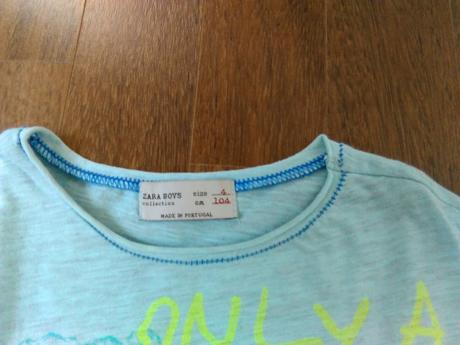 ZARA BOYS size 4
collection cm 104
MADE IN PORTUGAL
ONLY A